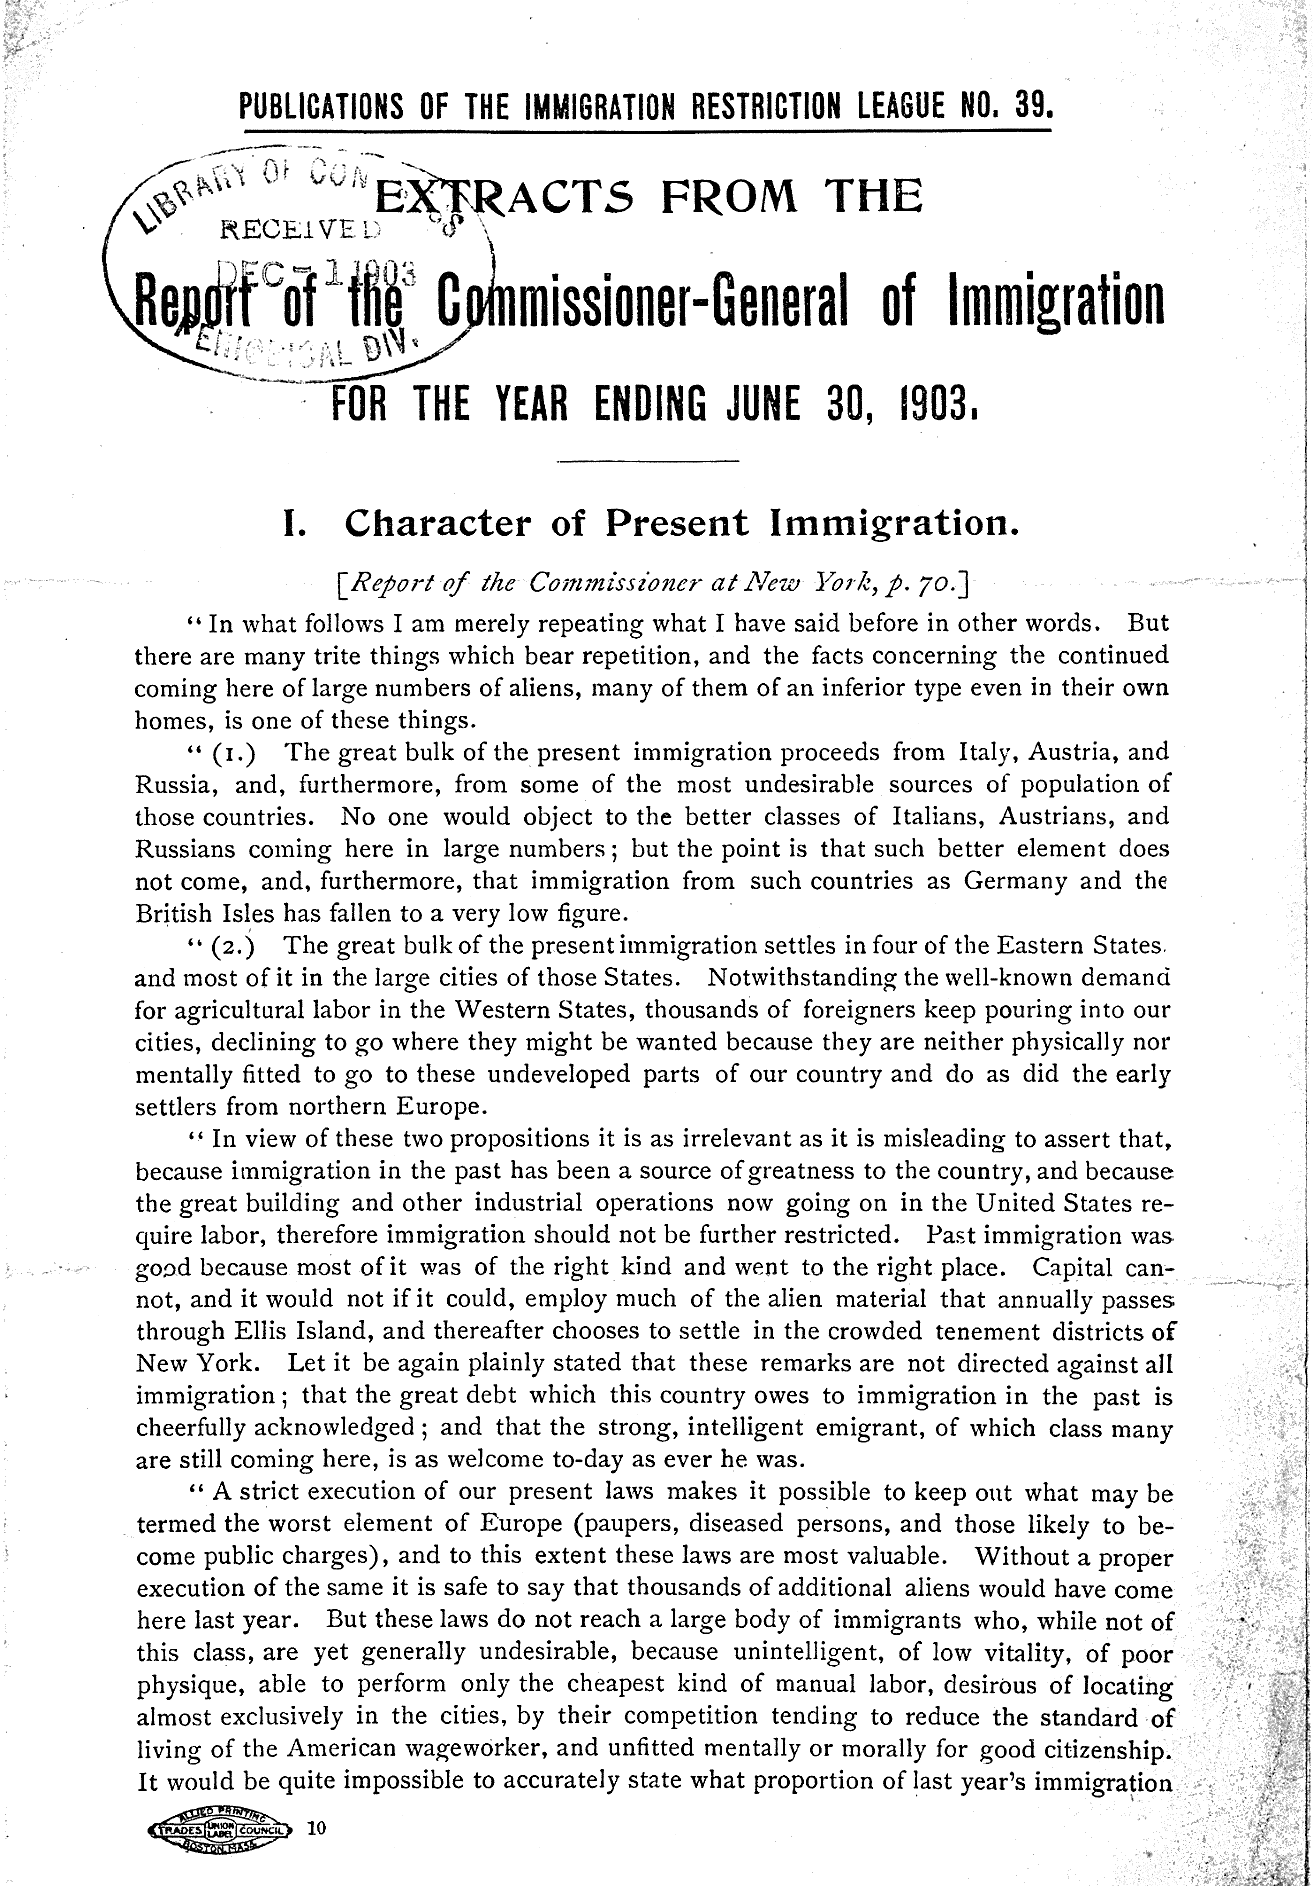 PUBLICATIONS OF THE IMMIGRATION RESTRICTION LEAGUE NO. 39.
LIBRARY OF CON
RECEIVED
DEC - 1 1903
PERIODICAL DIV.
EXTRACTS FROM THE
Report of the Commissioner-General of Immigration
FOR THE YEAR ENDING JUNE 30, 1903.
I. Character of Present Immigration.
[Report of the Commissioner at New York, p. 70.]
“ In what follows I am merely repeating what I have said before in other words. But
there are many trite things which bear repetition, and the facts concerning the continued
coming here of large numbers of aliens, many of them of an inferior type even in their own
homes, is one of these things.
“ (1.) The great bulk of the present immigration proceeds from Italy, Austria, and
Russia, and, furthermore, from some of the most undesirable sources of population of
those countries. No one would object to the better classes of Italians, Austrians, and
Russians coming here in large numbers ; but the point is that such better element does
not come, and, furthermore, that immigration from such countries as Germany and the
British Isles has fallen to a very low figure.
“ (2.) The great bulk of the present immigration settles in four of the Eastern States
and most of it in the large cities of those States. Notwithstanding the well-known demand
for agricultural labor in the Western States, thousands of foreigners keep pouring into our
cities, declining to go where they might be wanted because they are neither physically nor
mentally fitted to go to these undeveloped parts of our country and do as did the early
settlers from northern Europe.
“ In view of these two propositions it is as irrelevant as it is misleading to assert that,
because immigration in the past has been a source of greatness to the country, and because
the great building and other industrial operations now going on in the United States re-
quire labor, therefore immigration should not be further restricted. Past immigration was
good because most of it was of the right kind and went to the right place. Capital can-
not, and it would not if it could, employ much of the alien material that annually passes
through Ellis Island, and thereafter chooses to settle in the crowded tenement districts of
New York. Let it be again plainly stated that these remarks are not directed against all
immigration ; that the great debt which this country owes to immigration in the past is
cheerfully acknowledged ; and that the strong, intelligent emigrant, of which class many
are still coming here, is as welcome to-day as ever he was.
“ A strict execution of our present laws makes it possible to keep out what may be
termed the worst element of Europe (paupers, diseased persons, and those likely to be-
come public charges), and to this extent these laws are most valuable. Without a proper
execution of the same it is safe to say that thousands of additional aliens would have come
here last year. But these laws do not reach a large body of immigrants who, while not of
this class, are yet generally undesirable, because unintelligent, of low vitality, of poor
physique, able to perform only the cheapest kind of manual labor, desirous of locating
almost exclusively in the cities, by their competition tending to reduce the standard of
living of the American wageworker, and unfitted mentally or morally for good citizenship.
It would be quite impossible to accurately state what proportion of last year’s immigration
ALLIED PRINTING
TRADES UNION LABEL COUNCIL
BOSTON MASS.
10